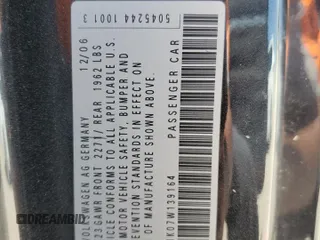 5045244 1001 3
OLKSWAGEN AG GERMANY 12/06
GAWR FRONT 2271 REAR 1962 LBS
ICLE CONFORMS TO ALL APPLICABLE U.S.
MOTOR VEHICLE SAFETY, BUMPER AND
EVENTION STANDARDS IN EFFECT ON
OF MANUFACTURE SHOWN ABOVE.
K07W139164 PASSENGER CAR